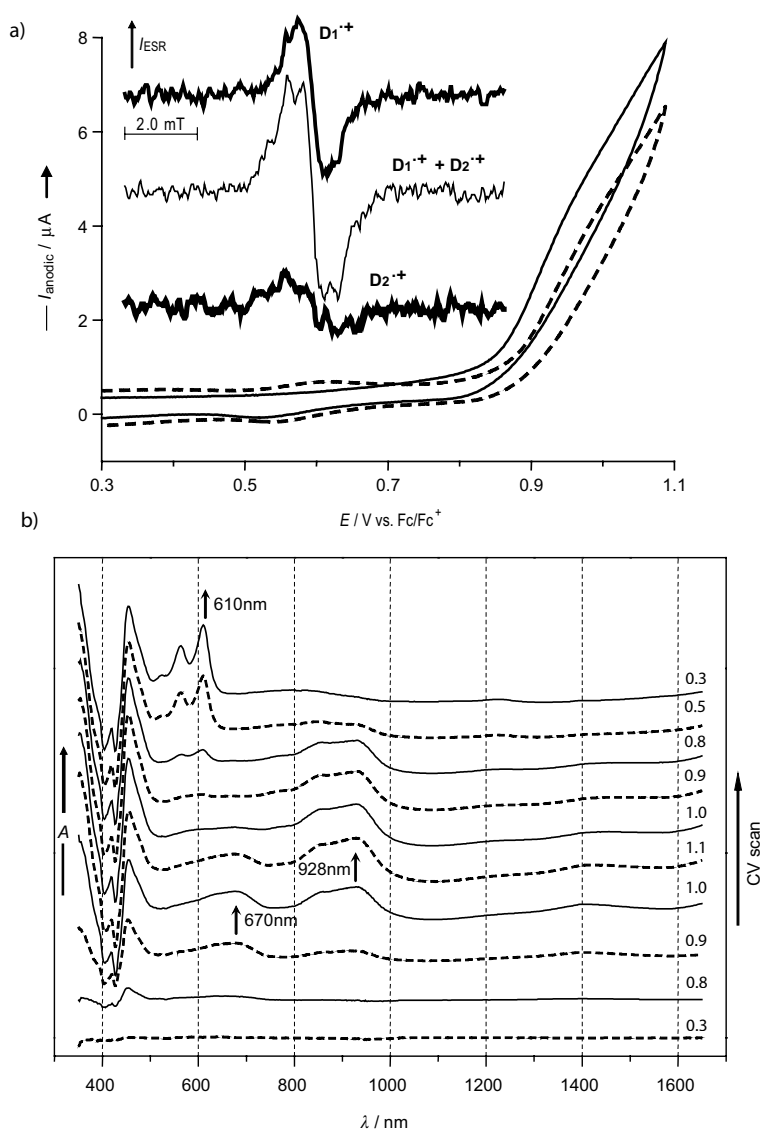 a)
I_ESR
D1·+
2.0 mT
D1·+ + D2·+
D2·+
— I_anodic / μA
8
6
4
2
0
0.3 0.5 0.7 0.9 1.1
E / V vs. Fc/Fc+
b)
610nm
0.3
0.5
0.8
0.9
1.0
1.1
928nm
1.0
670nm
0.9
0.8
0.3
A
CV scan
400 600 800 1000 1200 1400 1600
λ / nm